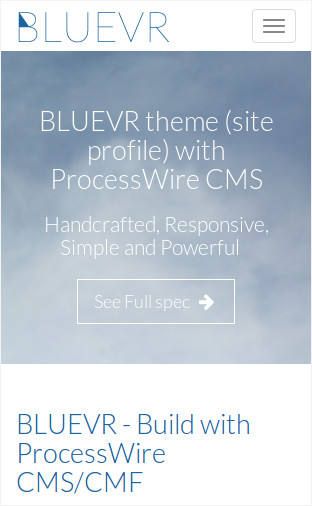 BLUEVR
BLUEVR theme (site
profile) with
ProcessWire CMS
Handcrafted, Responsive,
Simple and Powerful
See Full spec
BLUEVR - Build with
ProcessWire
CMS/CMF